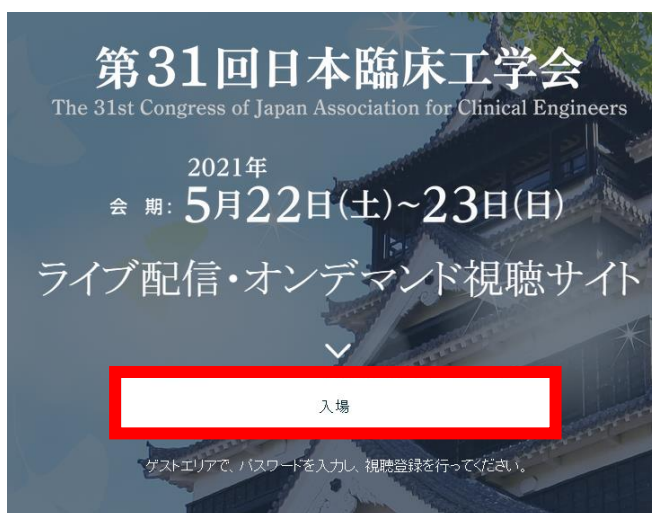 第31回日本臨床工学会
The 31st Congress of Japan Association for Clinical Engineers
2021年
会 期: 5月22日(土)~23日(日)
ライブ配信・オンデマンド視聴サイト
入場
ゲストエリアで、パスワードを入力し、視聴登録を行ってください。